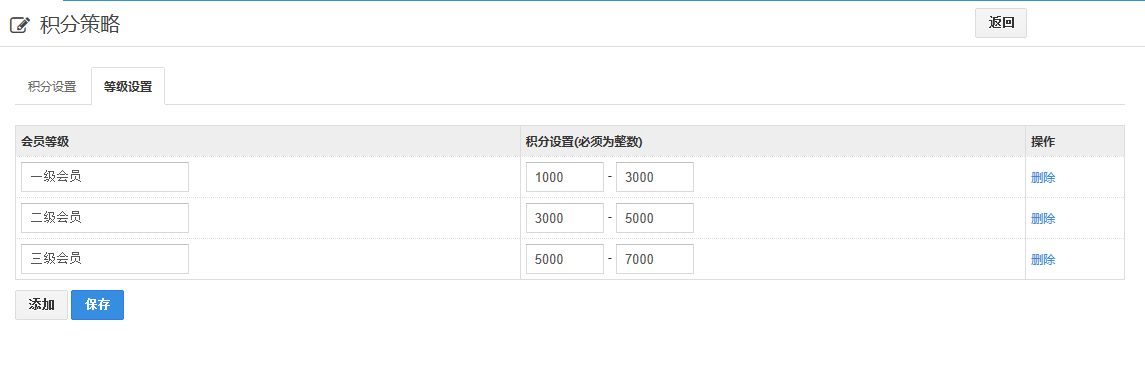 积分策略
返回
积分设置 等级设置
会员等级 积分设置(必须为整数) 操作
一级会员 1000 - 3000 删除
二级会员 3000 - 5000 删除
三级会员 5000 - 7000 删除
添加 保存